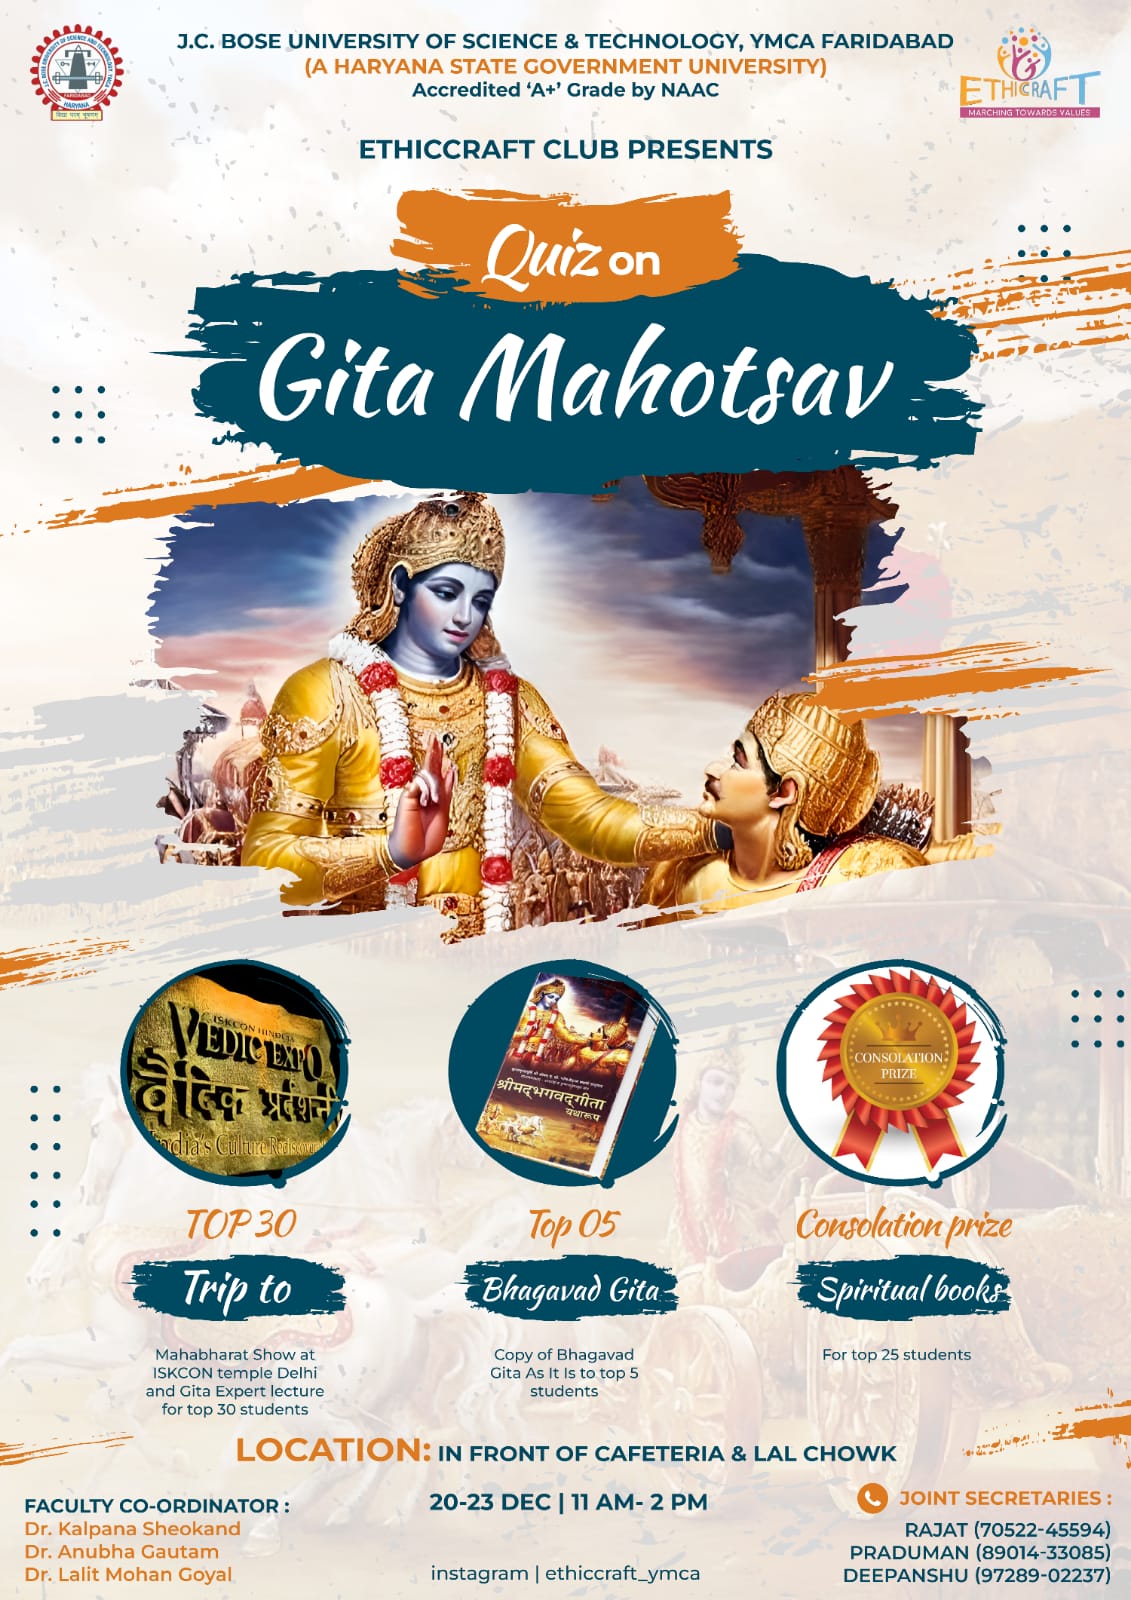 J.C. BOSE UNIVERSITY OF SCIENCE & TECHNOLOGY, YMCA FARIDABAD
(A HARYANA STATE GOVERNMENT UNIVERSITY)
Accredited ‘A+’ Grade by NAAC
ETHICCRAFT
MARCHING TOWARDS VALUES
ETHICCRAFT CLUB PRESENTS
Quiz on
Gita Mahotsav
ISKCON
VEDIC EXPO
वैदिक प्रर्दशनी
India's Culture
श्रीमद्भगवद्गीता
यथारूप
CONSOLATION
PRIZE
TOP 30
Trip to
Mahabharat Show at
ISKCON temple Delhi
and Gita Expert lecture
for top 30 students
Top 05
Bhagavad Gita
Copy of Bhagavad
Gita As It Is to top 5
students
Consolation prize
Spiritual books
For top 25 students
LOCATION: IN FRONT OF CAFETERIA & LAL CHOWK
20-23 DEC | 11 AM- 2 PM
FACULTY CO-ORDINATOR :
Dr. Kalpana Sheokand
Dr. Anubha Gautam
Dr. Lalit Mohan Goyal
instagram | ethiccraft_ymca
JOINT SECRETARIES :
RAJAT (70522-45594)
PRADUMAN (89014-33085)
DEEPANSHU (97289-02237)